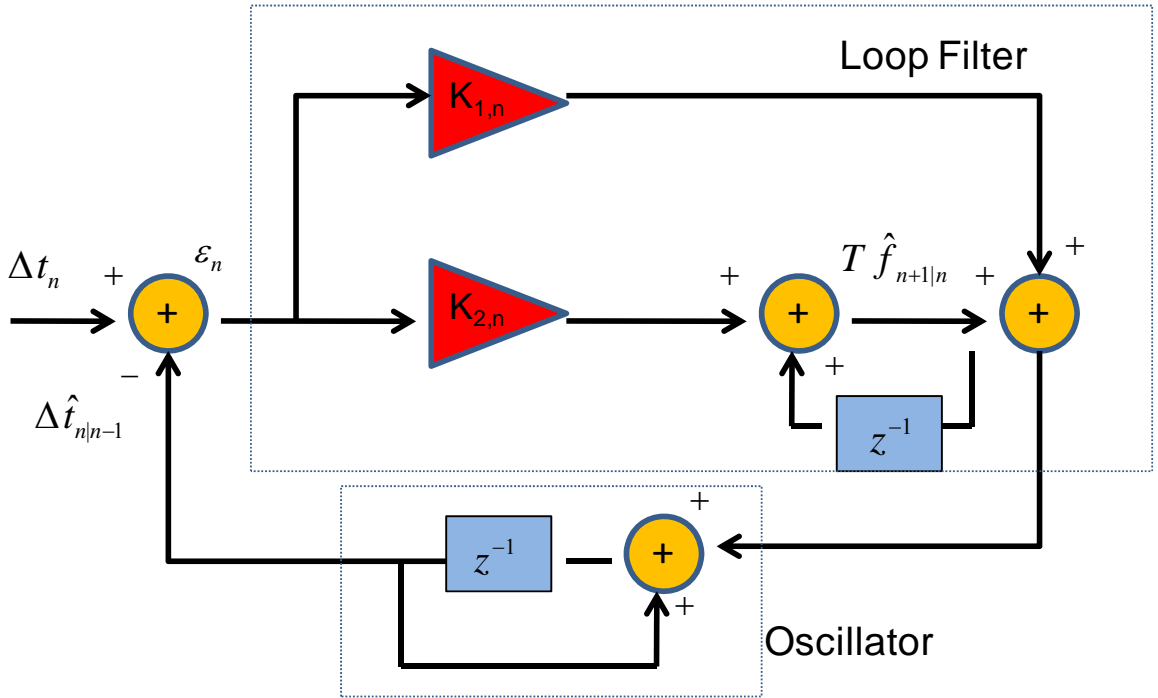 Loop Filter
K₁,ₙ
+
Δtₙ
+
εₙ
+
K₂,ₙ
+
+
T f̂ₙ₊₁|ₙ
+
+
−
Δt̂ₙ|ₙ₋₁
+
z⁻¹
+
z⁻¹
+
+
Oscillator